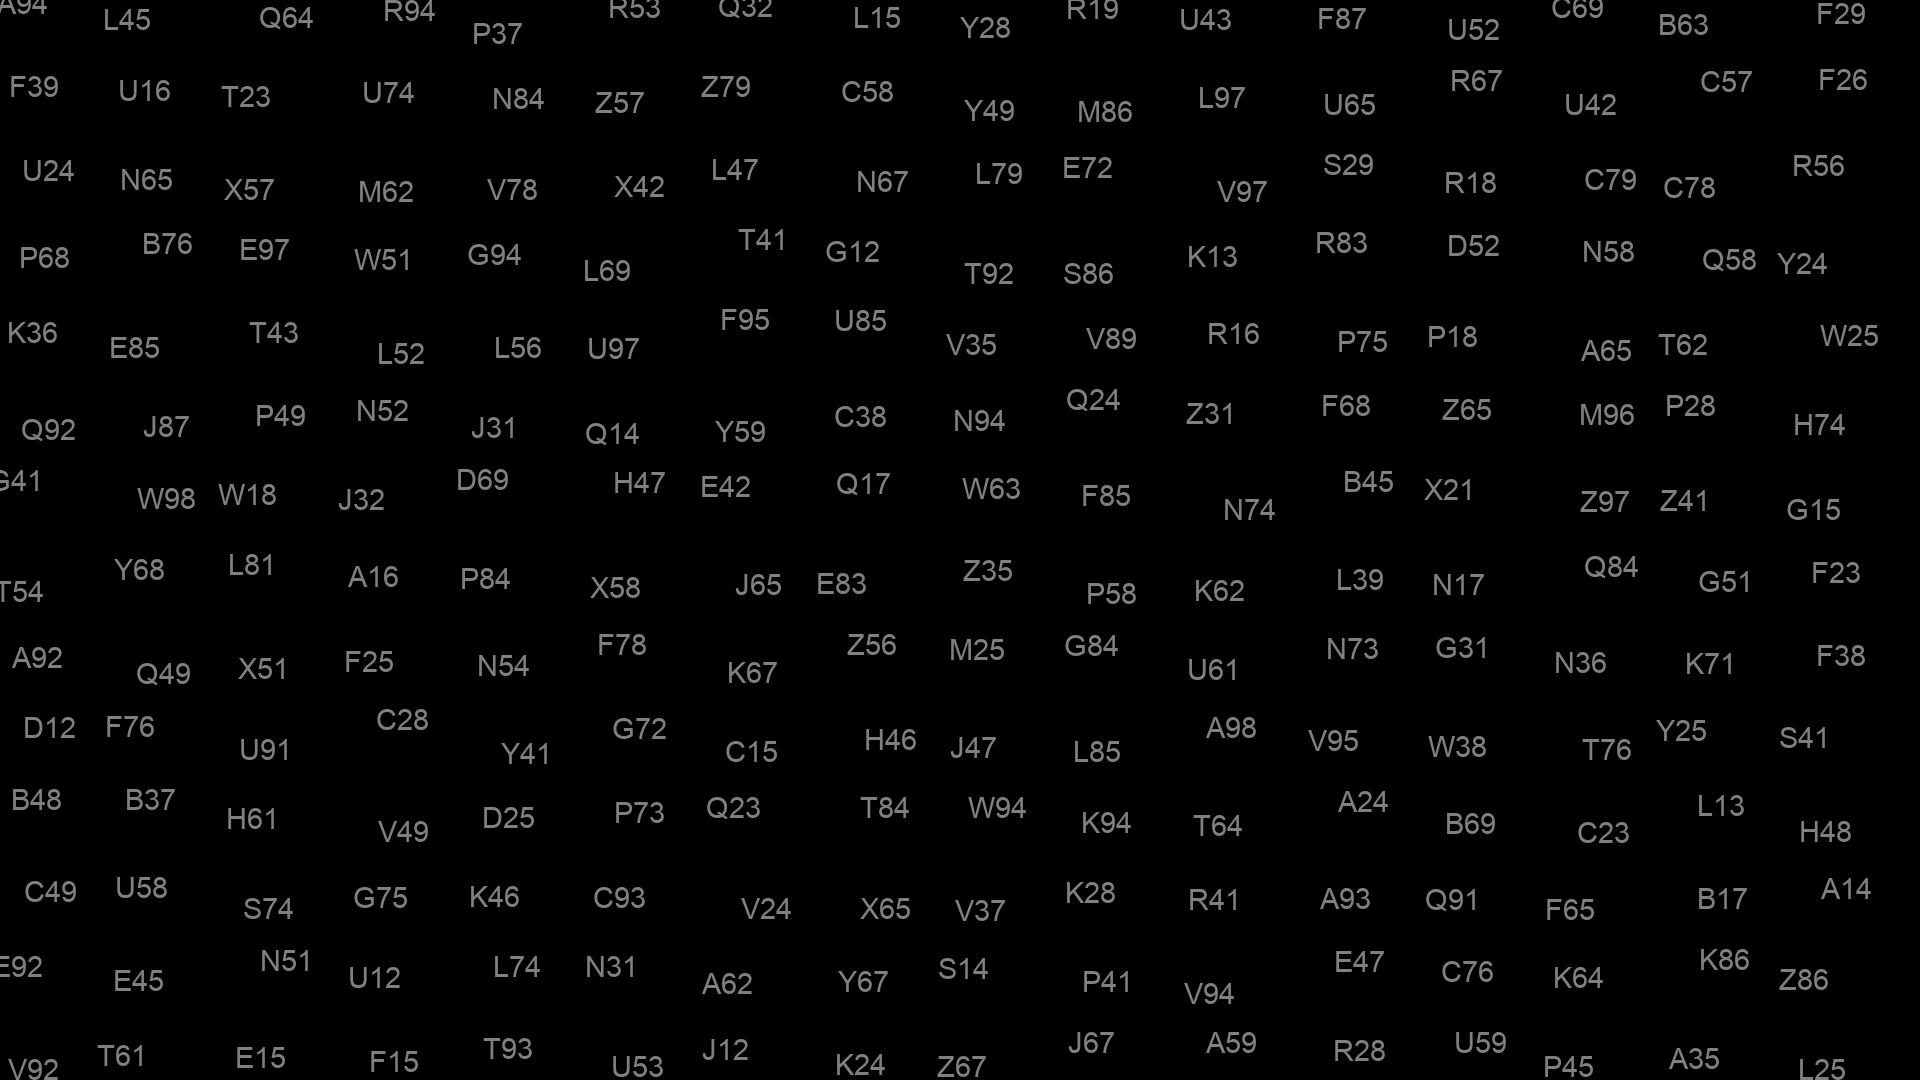 A94 L45 Q64 R94 P37 R53 Q32 L15 Y28 R19 U43 F87 U52 C69 B63 F29
F39 U16 T23 U74 N84 Z57 Z79 C58 Y49 M86 L97 U65 R67 U42 C57 F26
U24 N65 X57 M62 V78 X42 L47 N67 L79 E72 V97 S29 R18 C79 C78 R56
P68 B76 E97 W51 G94 L69 T41 G12 T92 S86 K13 R83 D52 N58 Q58 Y24
K36 E85 T43 L52 L56 U97 F95 U85 V35 V89 R16 P75 P18 A65 T62 W25
Q92 J87 P49 N52 J31 Q14 Y59 C38 N94 Q24 Z31 F68 Z65 M96 P28 H74
G41 W98 W18 J32 D69 H47 E42 Q17 W63 F85 N74 B45 X21 Z97 Z41 G15
T54 Y68 L81 A16 P84 X58 J65 E83 Z35 P58 K62 L39 N17 Q84 G51 F23
A92 Q49 X51 F25 N54 F78 K67 Z56 M25 G84 U61 N73 G31 N36 K71 F38
D12 F76 U91 C28 Y41 G72 C15 H46 J47 L85 A98 V95 W38 T76 Y25 S41
B48 B37 H61 V49 D25 P73 Q23 T84 W94 K94 T64 A24 B69 C23 L13 H48
C49 U58 S74 G75 K46 C93 V24 X65 V37 K28 R41 A93 Q91 F65 B17 A14
E92 E45 N51 U12 L74 N31 A62 Y67 S14 P41 V94 E47 C76 K64 K86 Z86
V92 T61 E15 F15 T93 U53 J12 K24 Z67 J67 A59 R28 U59 P45 A35 L25